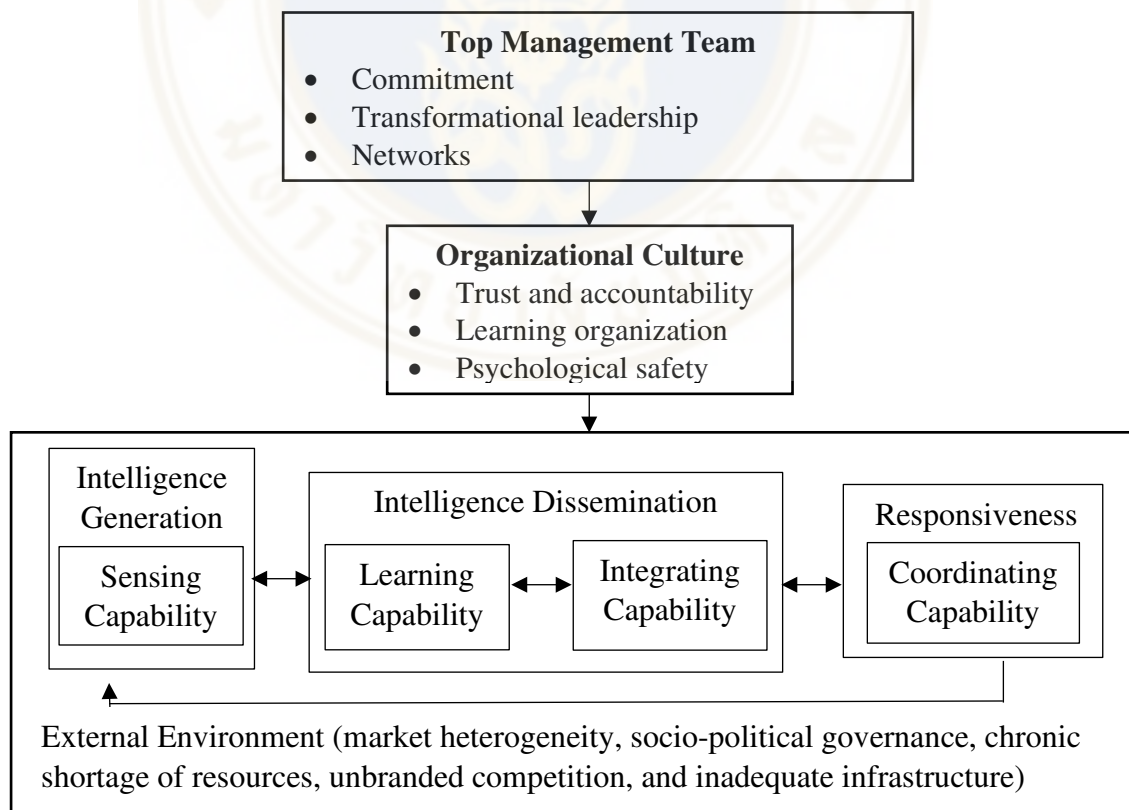 Top Management Team
• Commitment
• Transformational leadership
• Networks
Organizational Culture
• Trust and accountability
• Learning organization
• Psychological safety
Intelligence
Generation
Sensing
Capability
Intelligence Dissemination
Learning
Capability
Integrating
Capability
Responsiveness
Coordinating
Capability
External Environment (market heterogeneity, socio-political governance, chronic
shortage of resources, unbranded competition, and inadequate infrastructure)